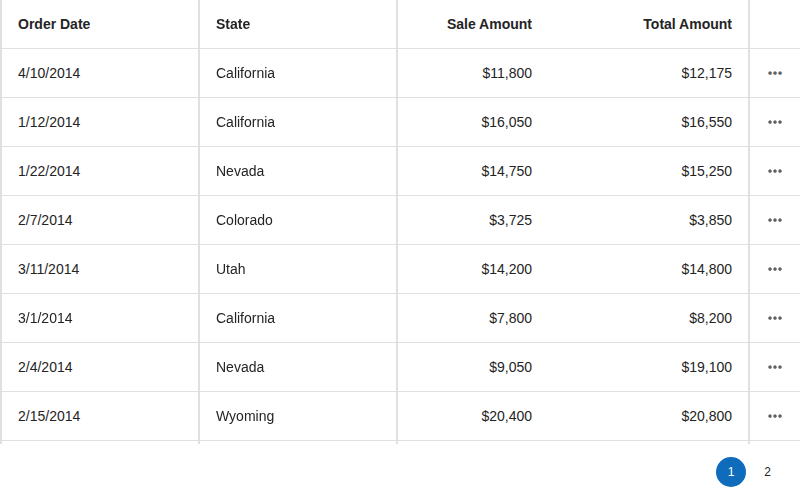 Order Date State Sale Amount Total Amount
4/10/2014 California $11,800 $12,175
1/12/2014 California $16,050 $16,550
1/22/2014 Nevada $14,750 $15,250
2/7/2014 Colorado $3,725 $3,850
3/11/2014 Utah $14,200 $14,800
3/1/2014 California $7,800 $8,200
2/4/2014 Nevada $9,050 $19,100
2/15/2014 Wyoming $20,400 $20,800
1 2